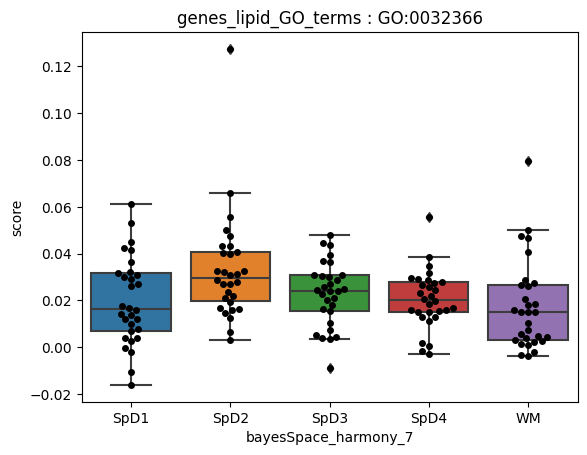 genes_lipid_GO_terms : GO:0032366
0.12
0.10
0.08
0.06
0.04
0.02
0.00
−0.02
score
SpD1 SpD2 SpD3 SpD4 WM
bayesSpace_harmony_7